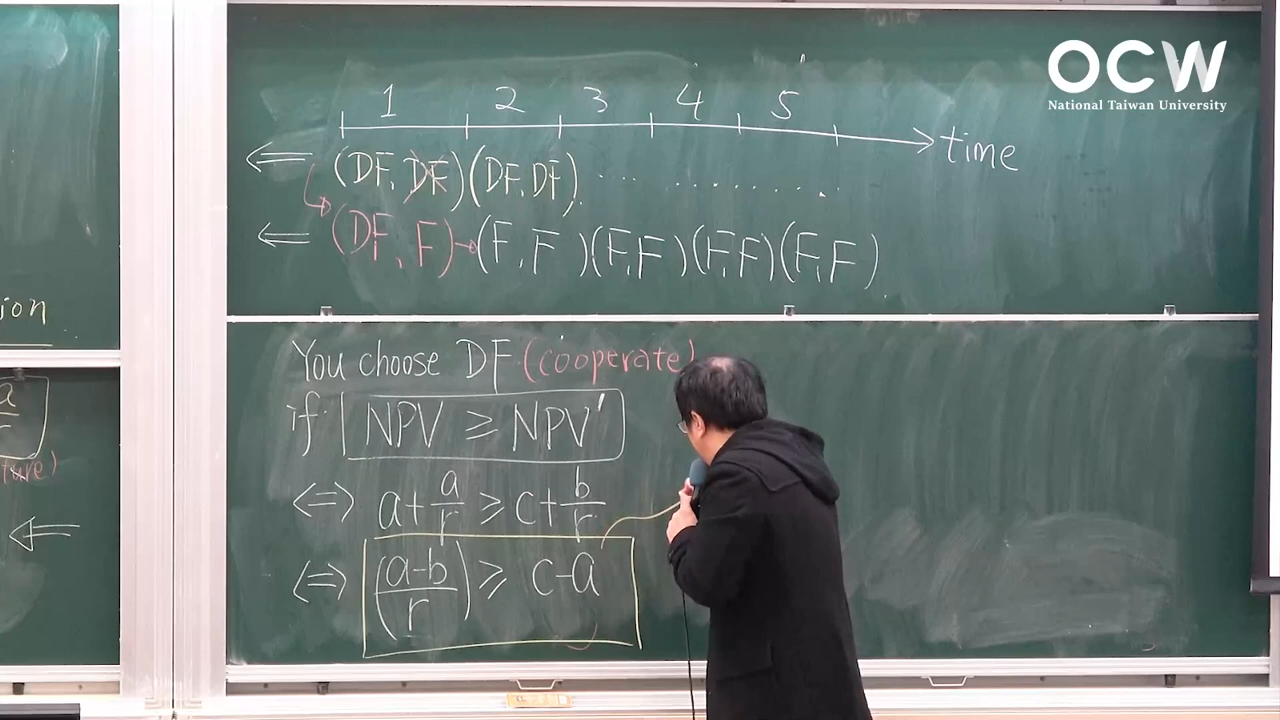 OCW
National Taiwan University
1 2 3 4 5
time
⇐ (DF, DF) (DF, DF) ..........
⇐ (DF, F) → (F, F) (F, F) (F, F) (F, F)
ion
You choose DF (cooperate)
if NPV ≥ NPV'
⇔ a + a/r ≥ c + b/r
⇔ (a-b/r) ≥ c-a
a/r
ture)
⇐